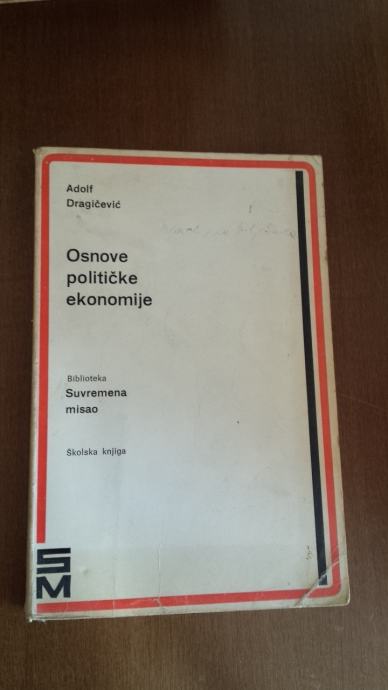 Adolf
Dragičević
Osnove
političke
ekonomije
Biblioteka
Suvremena
misao
Školska knjiga
SM